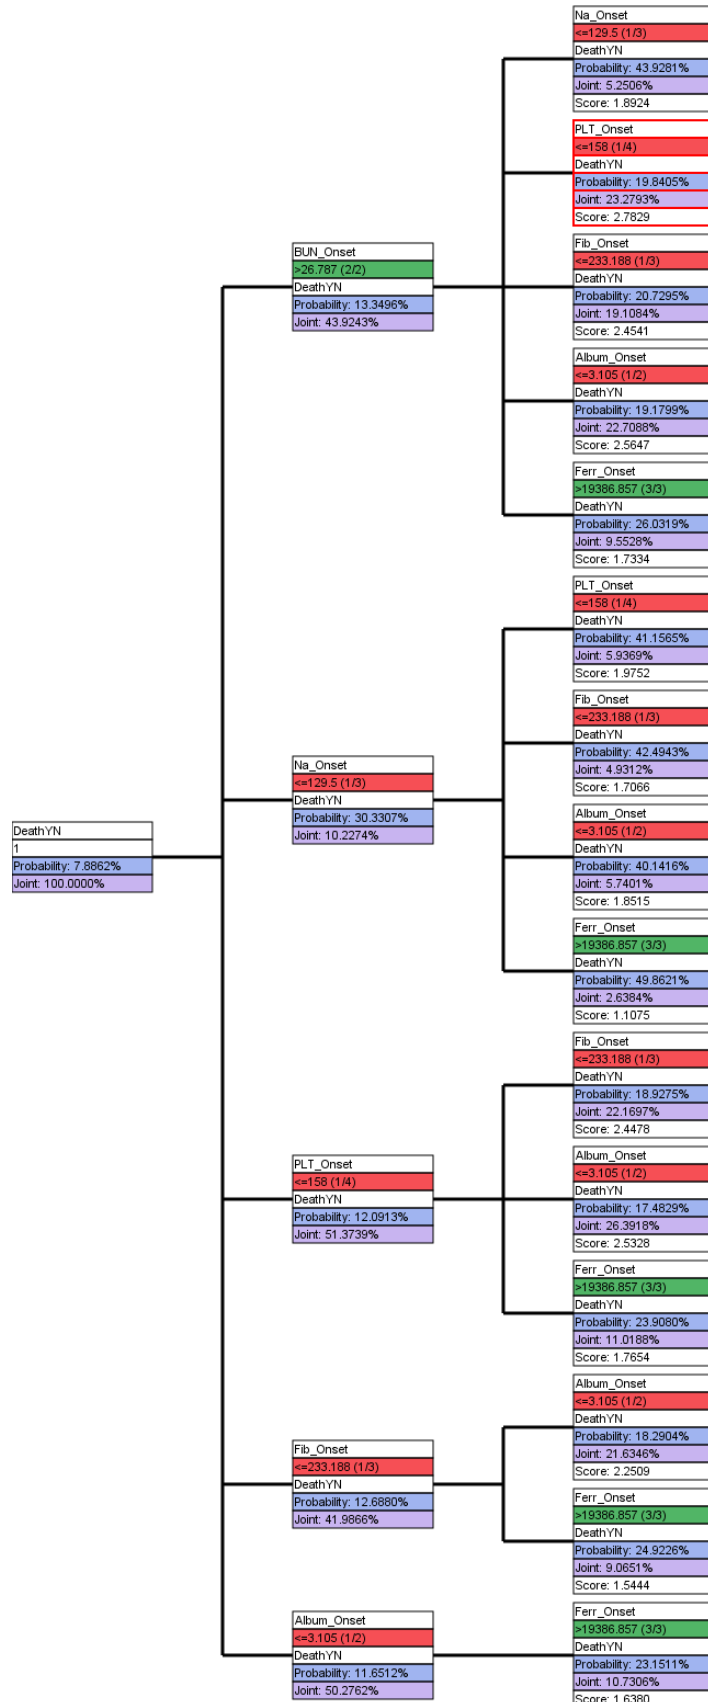 DeathYN
1
Probability: 7.8862%
Joint: 100.0000%
BUN_Onset
>26.787 (2/2)
DeathYN
Probability: 13.3496%
Joint: 43.9243%
Na_Onset
<=129.5 (1/3)
DeathYN
Probability: 43.9281%
Joint: 5.2506%
Score: 1.8924
PLT_Onset
<=158 (1/4)
DeathYN
Probability: 19.8405%
Joint: 23.2793%
Score: 2.7829
Fib_Onset
<=233.188 (1/3)
DeathYN
Probability: 20.7295%
Joint: 19.1084%
Score: 2.4541
Album_Onset
<=3.105 (1/2)
DeathYN
Probability: 19.1799%
Joint: 22.7088%
Score: 2.5647
Ferr_Onset
>19386.857 (3/3)
DeathYN
Probability: 26.0319%
Joint: 9.5528%
Score: 1.7334
Na_Onset
<=129.5 (1/3)
DeathYN
Probability: 30.3307%
Joint: 10.2274%
PLT_Onset
<=158 (1/4)
DeathYN
Probability: 41.1565%
Joint: 5.9369%
Score: 1.9752
Fib_Onset
<=233.188 (1/3)
DeathYN
Probability: 42.4943%
Joint: 4.9312%
Score: 1.7066
Album_Onset
<=3.105 (1/2)
DeathYN
Probability: 40.1416%
Joint: 5.7401%
Score: 1.8515
Ferr_Onset
>19386.857 (3/3)
DeathYN
Probability: 49.8621%
Joint: 2.6384%
Score: 1.1075
PLT_Onset
<=158 (1/4)
DeathYN
Probability: 12.0913%
Joint: 51.3739%
Fib_Onset
<=233.188 (1/3)
DeathYN
Probability: 18.9275%
Joint: 22.1697%
Score: 2.4478
Album_Onset
<=3.105 (1/2)
DeathYN
Probability: 17.4829%
Joint: 26.3918%
Score: 2.5328
Ferr_Onset
>19386.857 (3/3)
DeathYN
Probability: 23.9080%
Joint: 11.0188%
Score: 1.7654
Fib_Onset
<=233.188 (1/3)
DeathYN
Probability: 12.6880%
Joint: 41.9866%
Album_Onset
<=3.105 (1/2)
DeathYN
Probability: 18.2904%
Joint: 21.6346%
Score: 2.2509
Ferr_Onset
>19386.857 (3/3)
DeathYN
Probability: 24.9226%
Joint: 9.0651%
Score: 1.5444
Album_Onset
<=3.105 (1/2)
DeathYN
Probability: 11.6512%
Joint: 50.2762%
Ferr_Onset
>19386.857 (3/3)
DeathYN
Probability: 23.1511%
Joint: 10.7306%
Score: 1.6380